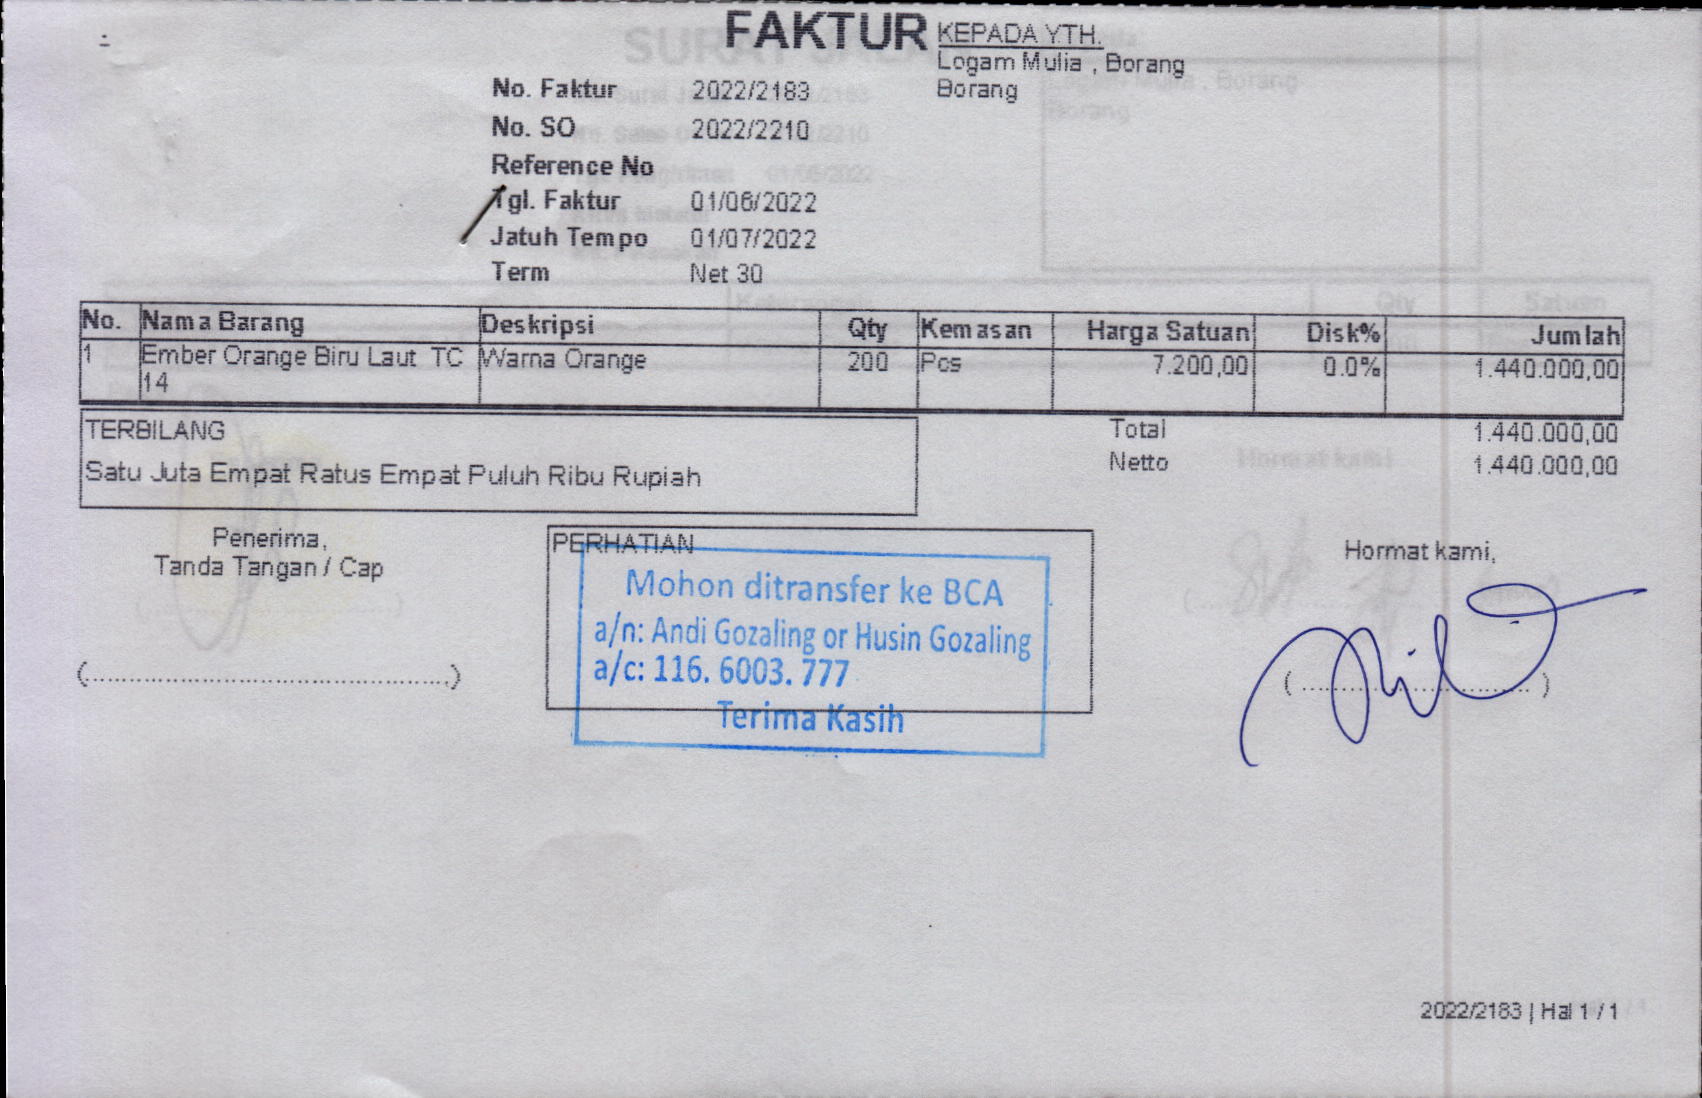 FAKTUR
KEPADA YTH.
Logam Mulia , Borang
Borang
No. Faktur 2022/2183
No. SO 2022/2210
Reference No
Tgl. Faktur 01/06/2022
Jatuh Tempo 01/07/2022
Term Net 30
No. Nama Barang Deskripsi Qty Kemasan Harga Satuan Disk% Jumlah
1 Ember Orange Biru Laut TC Warna Orange 200 Pcs 7.200,00 0.0% 1.440.000,00
14
TERBILANG
Satu Juta Empat Ratus Empat Puluh Ribu Rupiah
Total 1.440.000,00
Netto 1.440.000,00
Penerima,
Tanda Tangan / Cap
(................................................)
PERHATIAN
Mohon ditransfer ke BCA
a/n: Andi Gozaling or Husin Gozaling
a/c: 116. 6003. 777
Terima Kasih
Hormat kami,
( .............................. )
2022/2183 | Hal 1 / 1